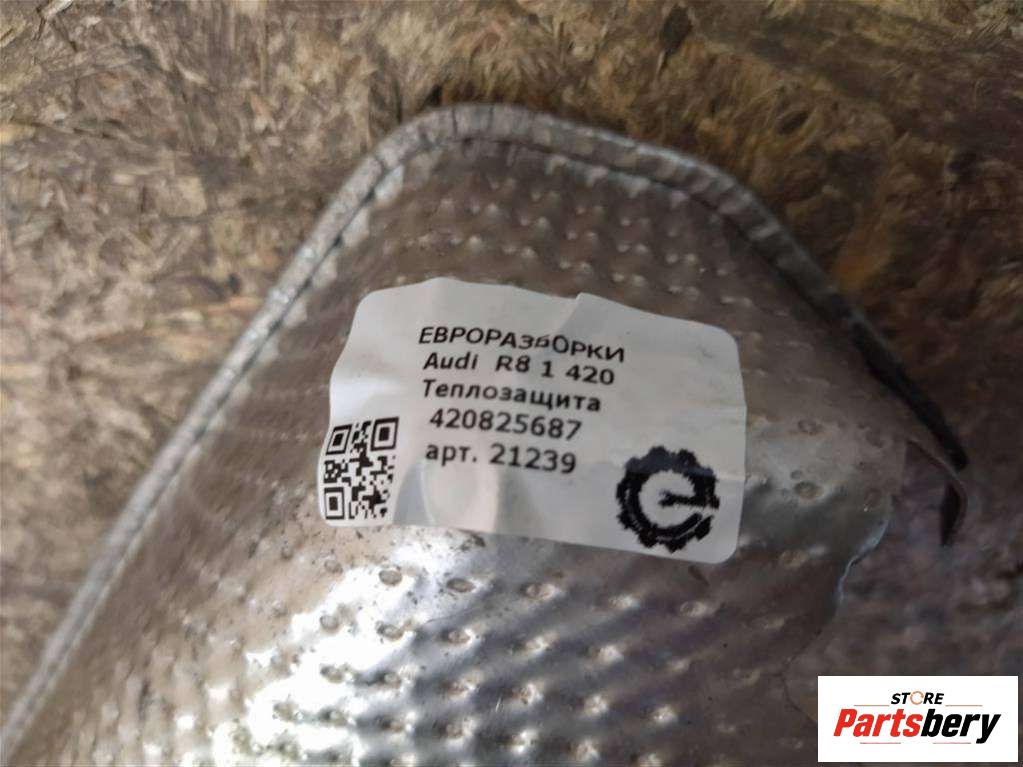 ЕВРОРАЗБОРКИ
Audi R8 1 420
Теплозащита
420825687
арт. 21239
STORE
Partsbery